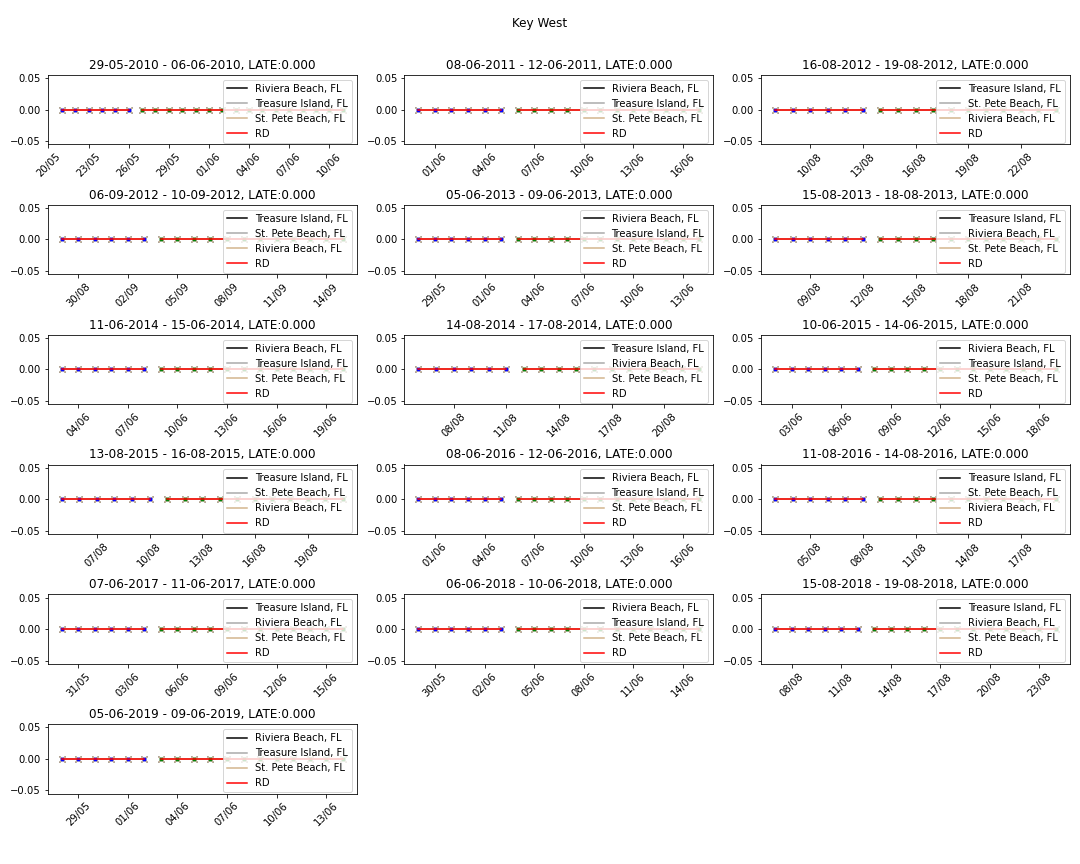 Key West
29-05-2010 - 06-06-2010, LATE:0.000
0.05
0.00
−0.05
Riviera Beach, FL
Treasure Island, FL
St. Pete Beach, FL
RD
20/05 23/05 26/05 29/05 01/06 04/06 07/06 10/06
08-06-2011 - 12-06-2011, LATE:0.000
0.05
0.00
−0.05
Riviera Beach, FL
Treasure Island, FL
St. Pete Beach, FL
RD
01/06 04/06 07/06 10/06 13/06 16/06
16-08-2012 - 19-08-2012, LATE:0.000
0.05
0.00
−0.05
Treasure Island, FL
St. Pete Beach, FL
Riviera Beach, FL
RD
10/08 13/08 16/08 19/08 22/08
06-09-2012 - 10-09-2012, LATE:0.000
0.05
0.00
−0.05
Treasure Island, FL
St. Pete Beach, FL
Riviera Beach, FL
RD
30/08 02/09 05/09 08/09 11/09 14/09
05-06-2013 - 09-06-2013, LATE:0.000
0.05
0.00
−0.05
Riviera Beach, FL
Treasure Island, FL
St. Pete Beach, FL
RD
29/05 01/06 04/06 07/06 10/06 13/06
15-08-2013 - 18-08-2013, LATE:0.000
0.05
0.00
−0.05
Treasure Island, FL
Riviera Beach, FL
St. Pete Beach, FL
RD
09/08 12/08 15/08 18/08 21/08
11-06-2014 - 15-06-2014, LATE:0.000
0.05
0.00
−0.05
Riviera Beach, FL
Treasure Island, FL
St. Pete Beach, FL
RD
04/06 07/06 10/06 13/06 16/06 19/06
14-08-2014 - 17-08-2014, LATE:0.000
0.05
0.00
−0.05
Treasure Island, FL
Riviera Beach, FL
St. Pete Beach, FL
RD
08/08 11/08 14/08 17/08 20/08
10-06-2015 - 14-06-2015, LATE:0.000
0.05
0.00
−0.05
Riviera Beach, FL
Treasure Island, FL
St. Pete Beach, FL
RD
03/06 06/06 09/06 12/06 15/06 18/06
13-08-2015 - 16-08-2015, LATE:0.000
0.05
0.00
−0.05
Treasure Island, FL
St. Pete Beach, FL
Riviera Beach, FL
RD
07/08 10/08 13/08 16/08 19/08
08-06-2016 - 12-06-2016, LATE:0.000
0.05
0.00
−0.05
Riviera Beach, FL
Treasure Island, FL
St. Pete Beach, FL
RD
01/06 04/06 07/06 10/06 13/06 16/06
11-08-2016 - 14-08-2016, LATE:0.000
0.05
0.00
−0.05
Treasure Island, FL
St. Pete Beach, FL
Riviera Beach, FL
RD
05/08 08/08 11/08 14/08 17/08
07-06-2017 - 11-06-2017, LATE:0.000
0.05
0.00
−0.05
Treasure Island, FL
Riviera Beach, FL
St. Pete Beach, FL
RD
31/05 03/06 06/06 09/06 12/06 15/06
06-06-2018 - 10-06-2018, LATE:0.000
0.05
0.00
−0.05
Riviera Beach, FL
Treasure Island, FL
St. Pete Beach, FL
RD
30/05 02/06 05/06 08/06 11/06 14/06
15-08-2018 - 19-08-2018, LATE:0.000
0.05
0.00
−0.05
Treasure Island, FL
Riviera Beach, FL
St. Pete Beach, FL
RD
08/08 11/08 14/08 17/08 20/08 23/08
05-06-2019 - 09-06-2019, LATE:0.000
0.05
0.00
−0.05
Riviera Beach, FL
Treasure Island, FL
St. Pete Beach, FL
RD
29/05 01/06 04/06 07/06 10/06 13/06